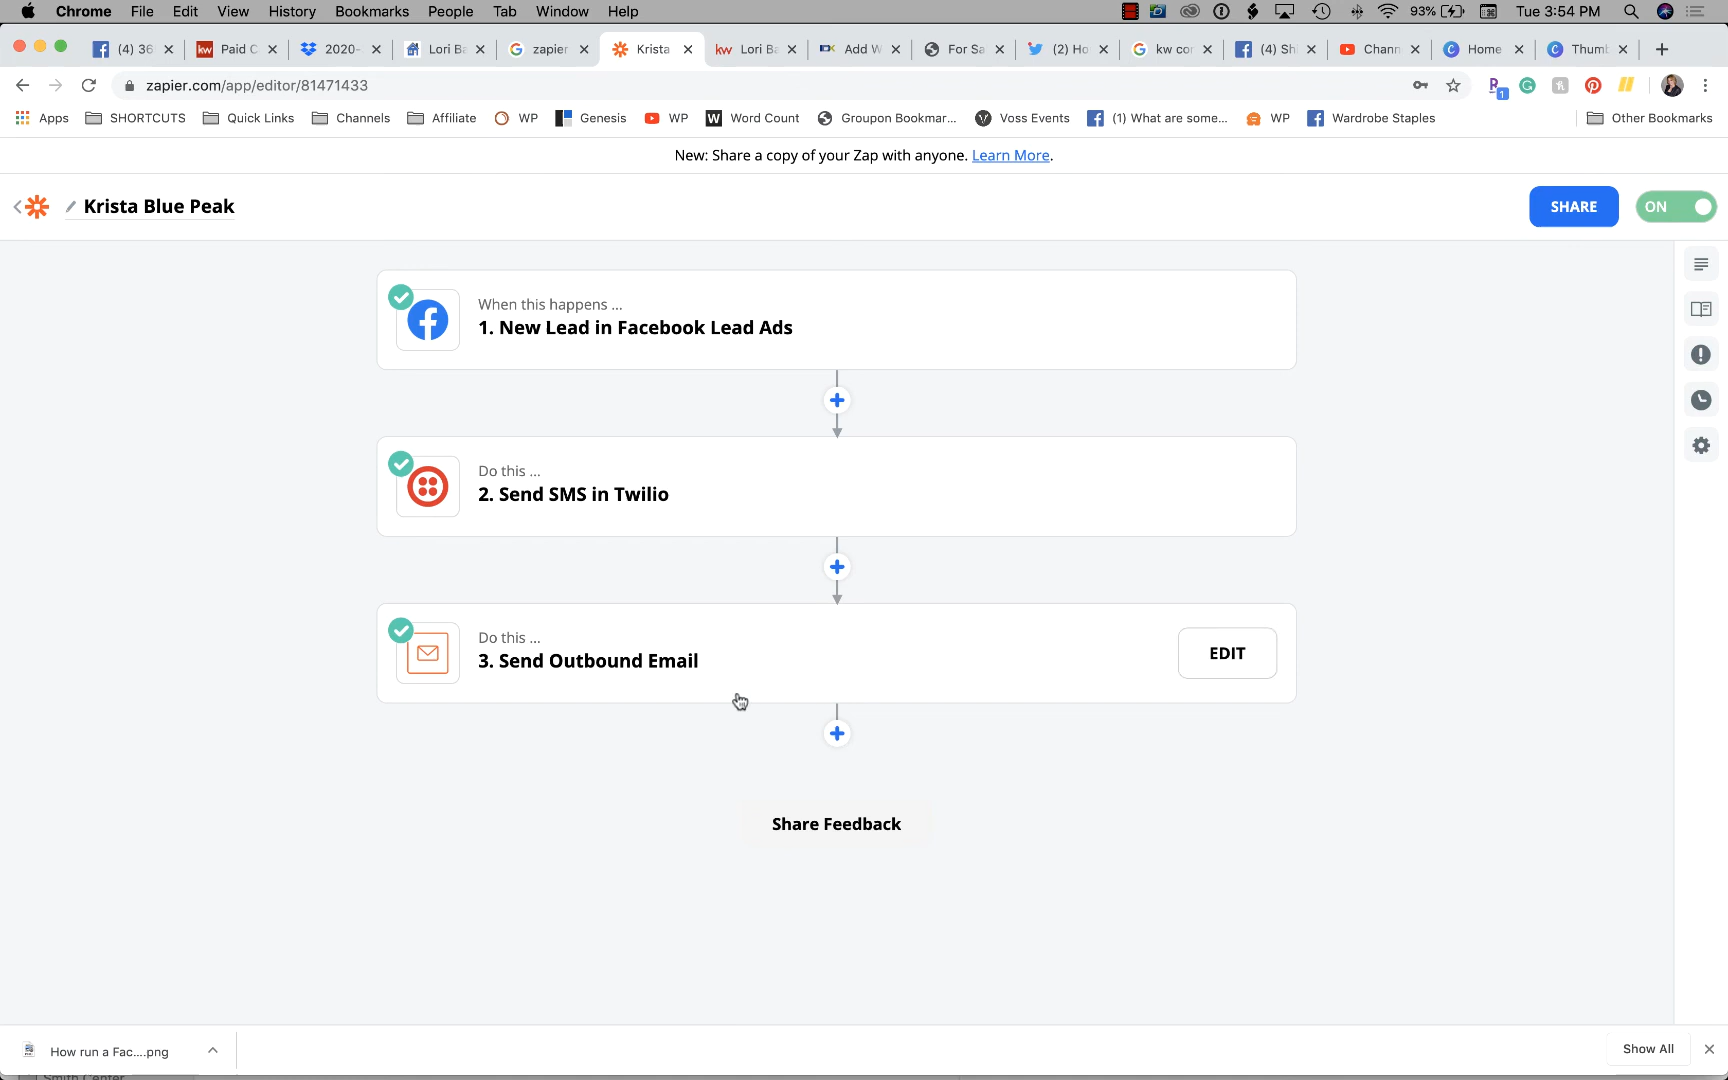 Chrome File Edit View History Bookmarks People Tab Window Help 93% Tue 3:54 PM
(4) 36 Paid C 2020- Lori Ba zapier Krista Lori Ba Add W For Sa (2) Ho kw cor (4) Shi Chann Home Thumb
zapier.com/app/editor/81471433
Apps SHORTCUTS Quick Links Channels Affiliate WP Genesis WP Word Count Groupon Bookmar... Voss Events (1) What are some... WP Wardrobe Staples Other Bookmarks
New: Share a copy of your Zap with anyone. Learn More.
Krista Blue Peak SHARE ON
When this happens ...
1. New Lead in Facebook Lead Ads
Do this ...
2. Send SMS in Twilio
Do this ...
3. Send Outbound Email
EDIT
Share Feedback
How run a Fac....png Show All
Smith Center